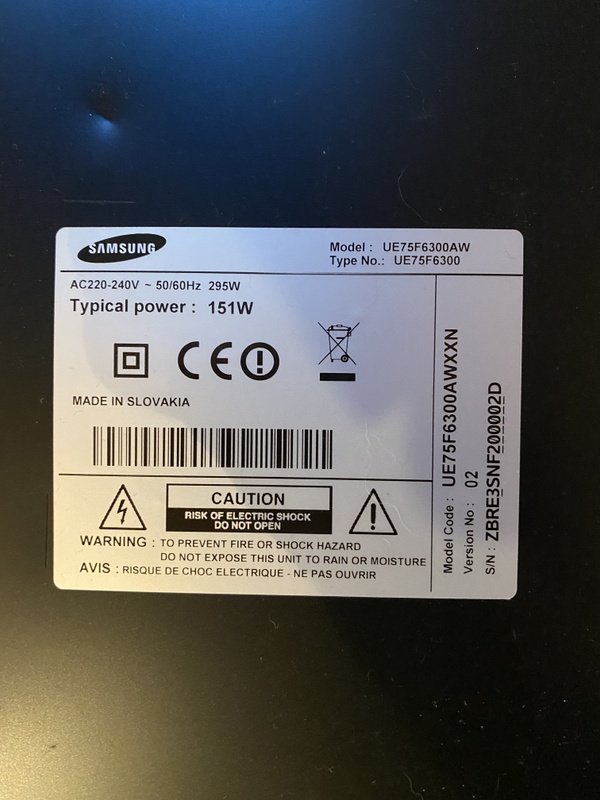 SAMSUNG
Model : UE75F6300AW
Type No.: UE75F6300
AC220-240V ~ 50/60Hz 295W
Typical power : 151W
CE
MADE IN SLOVAKIA
CAUTION
RISK OF ELECTRIC SHOCK
DO NOT OPEN
WARNING : TO PREVENT FIRE OR SHOCK HAZARD
DO NOT EXPOSE THIS UNIT TO RAIN OR MOISTURE
AVIS : RISQUE DE CHOC ELECTRIQUE - NE PAS OUVRIR
Model Code : UE75F6300AWXXN
Version No : 02
S/N : ZBRE3SNF200002D